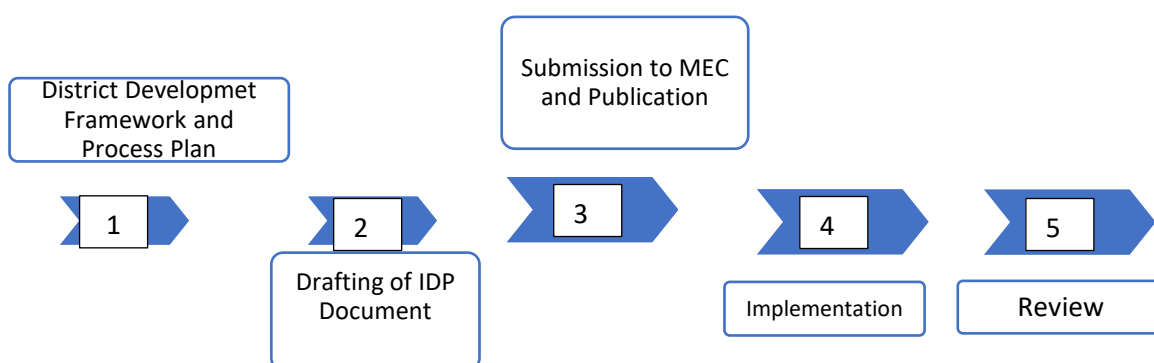 District Developmet
Framework and
Process Plan
1
2
Drafting of IDP
Document
Submission to MEC
and Publication
3
4
Implementation
5
Review